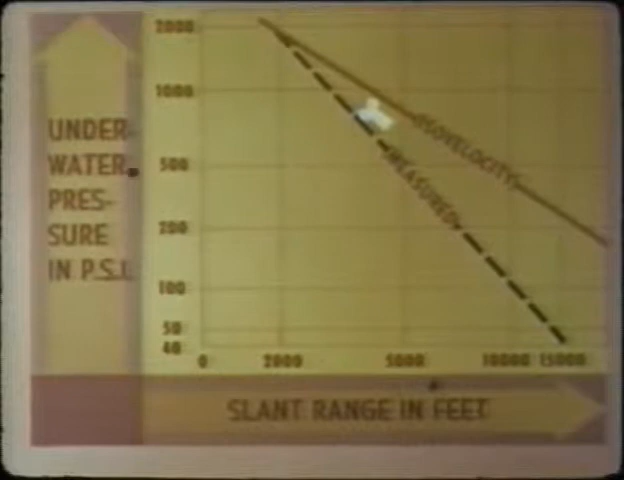 2000
1000
500
200
100
50
40
UNDER-
WATER
PRES-
SURE
IN P.S.I.
ISOVELOCITY
MEASURED
0 2000 5000 10000 15000
SLANT RANGE IN FEET